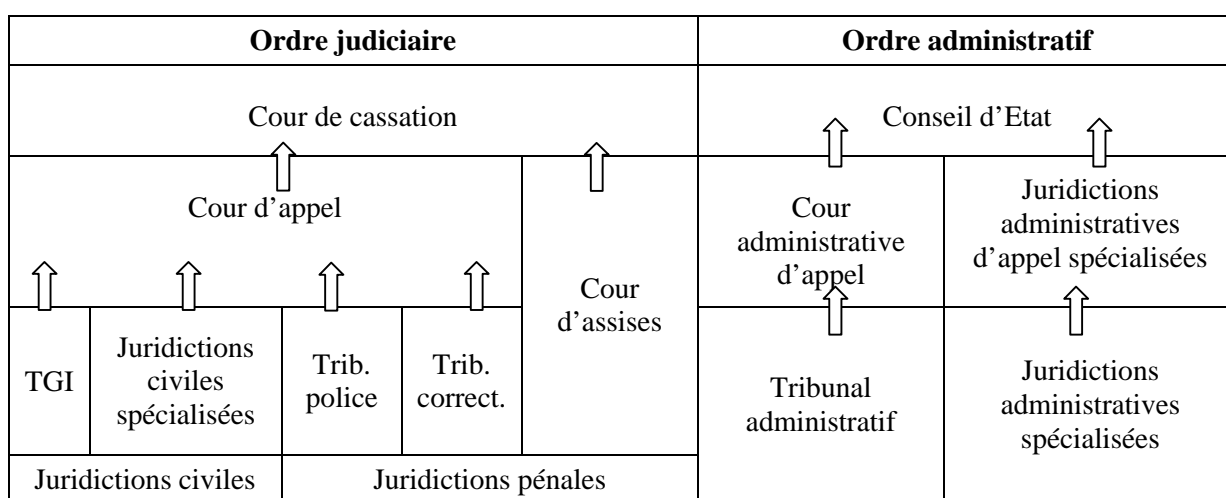 Ordre judiciaire
Ordre administratif
Cour de cassation
Conseil d’Etat
Cour d’appel
Cour
d’assises
Cour
administrative
d’appel
Juridictions
administratives
d’appel spécialisées
TGI
Juridictions
civiles
spécialisées
Trib.
police
Trib.
correct.
Tribunal
administratif
Juridictions
administratives
spécialisées
Juridictions civiles
Juridictions pénales